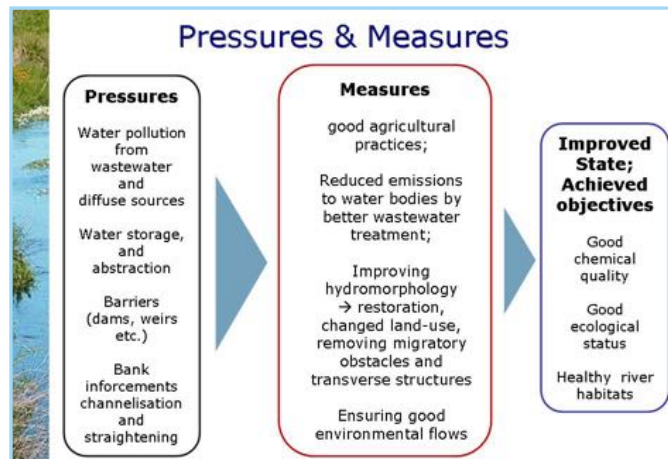 Pressures & Measures
Pressures
Water pollution
from
wastewater
and
diffuse sources
Water storage,
and
abstraction
Barriers
(dams, weirs
etc.)
Bank
inforcements
channelisation
and
straightening
Measures
good agricultural
practices;
Reduced emissions
to water bodies by
better wastewater
treatment;
Improving
hydromorphology
→ restoration,
changed land-use,
removing migratory
obstacles and
transverse structures
Ensuring good
environmental flows
Improved
State;
Achieved
objectives
Good
chemical
quality
Good
ecological
status
Healthy river
habitats